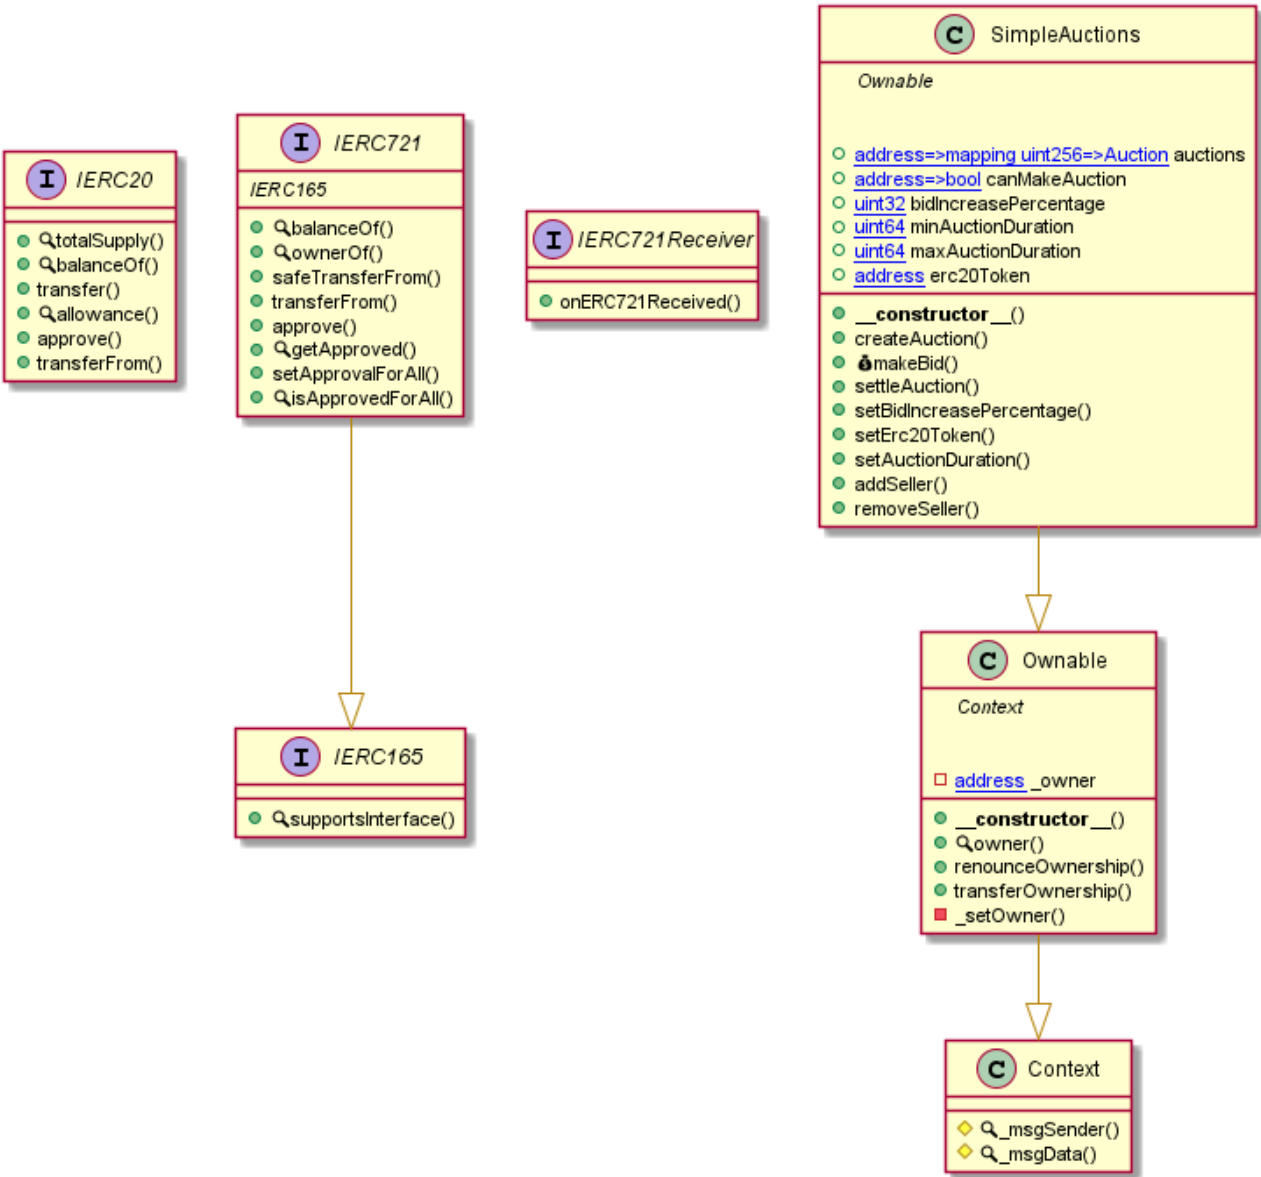 I IERC20
totalSupply()
balanceOf()
transfer()
allowance()
approve()
transferFrom()
I IERC721
IERC165
balanceOf()
ownerOf()
safeTransferFrom()
transferFrom()
approve()
getApproved()
setApprovalForAll()
isApprovedForAll()
I IERC721Receiver
onERC721Received()
C SimpleAuctions
Ownable
address=>mapping uint256=>Auction auctions
address=>bool canMakeAuction
uint32 bidIncreasePercentage
uint64 minAuctionDuration
uint64 maxAuctionDuration
address erc20Token
__constructor__()
createAuction()
makeBid()
settleAuction()
setBidIncreasePercentage()
setErc20Token()
setAuctionDuration()
addSeller()
removeSeller()
I IERC165
supportsInterface()
C Ownable
Context
address _owner
__constructor__()
owner()
renounceOwnership()
transferOwnership()
_setOwner()
C Context
_msgSender()
_msgData()